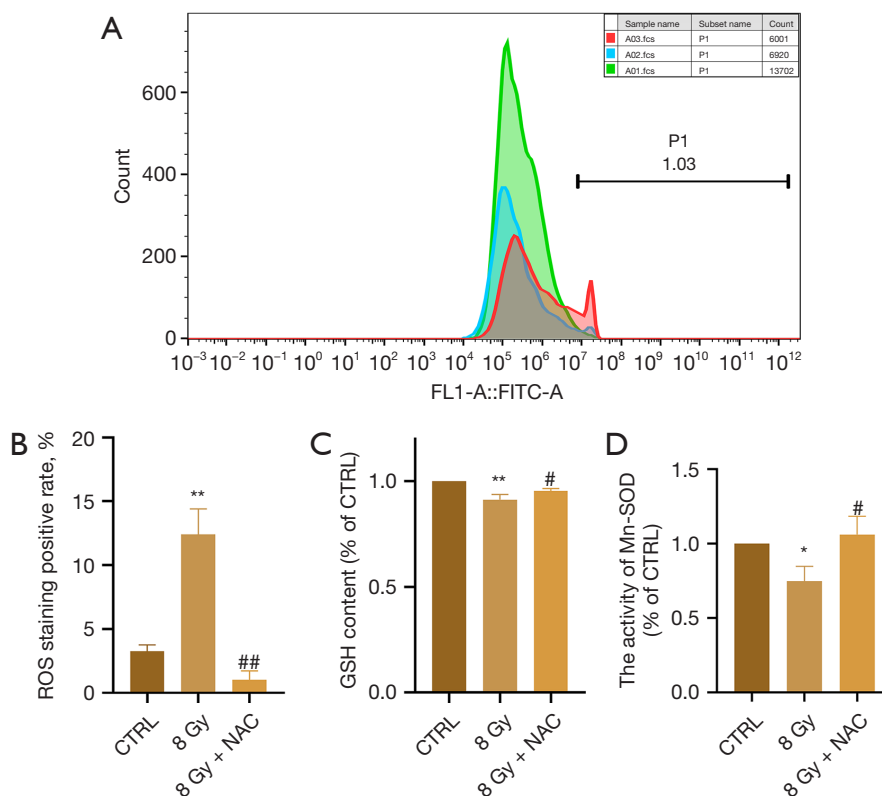 A
Sample name Subset name Count
A03.fcs P1 6001
A02.fcs P1 6920
A01.fcs P1 13702
Count
600
400
200
0
P1
1.03
10⁻³ 10⁻² 10⁻¹ 10⁰ 10¹ 10² 10³ 10⁴ 10⁵ 10⁶ 10⁷ 10⁸ 10⁹ 10¹⁰ 10¹¹ 10¹²
FL1-A::FITC-A
B
ROS staining positive rate, %
20
15
10
5
0
**
##
CTRL
8 Gy
8 Gy + NAC
C
GSH content (% of CTRL)
1.0
0.5
0.0
**
#
CTRL
8 Gy
8 Gy + NAC
D
The activity of Mn-SOD
(% of CTRL)
1.5
1.0
0.5
0.0
*
#
CTRL
8 Gy
8 Gy + NAC